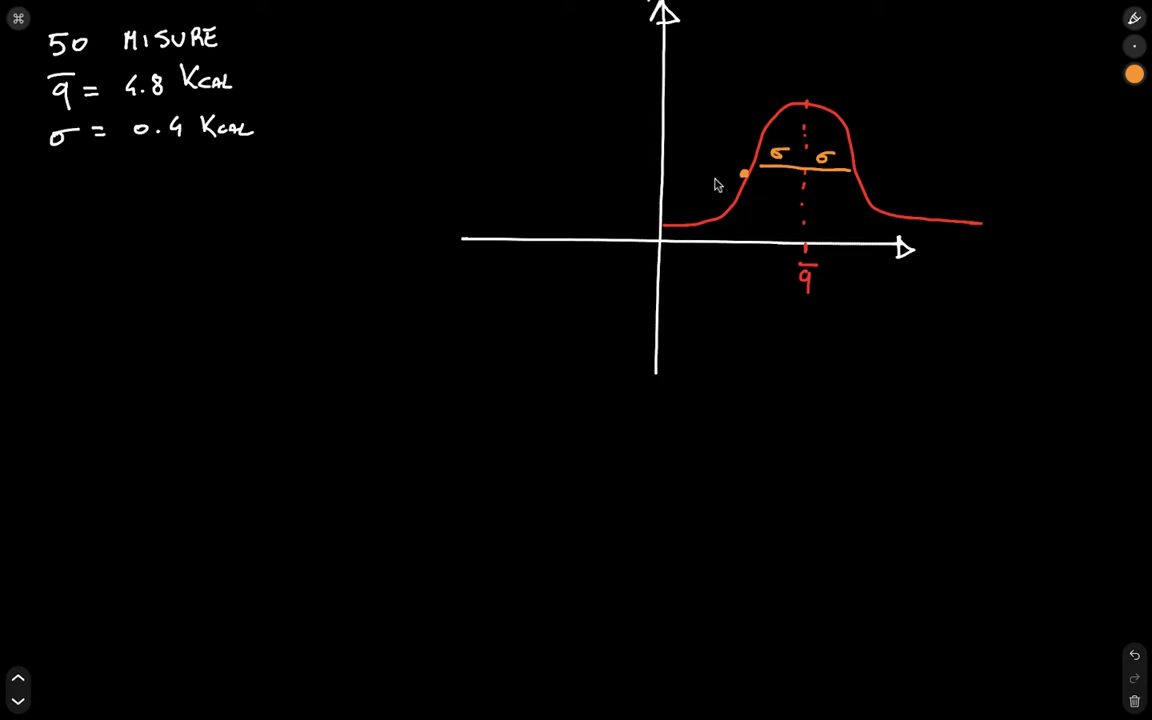 50 MISURE
q̅ = 4.8 KCAL
σ = 0.4 KCAL
σ σ
q̅